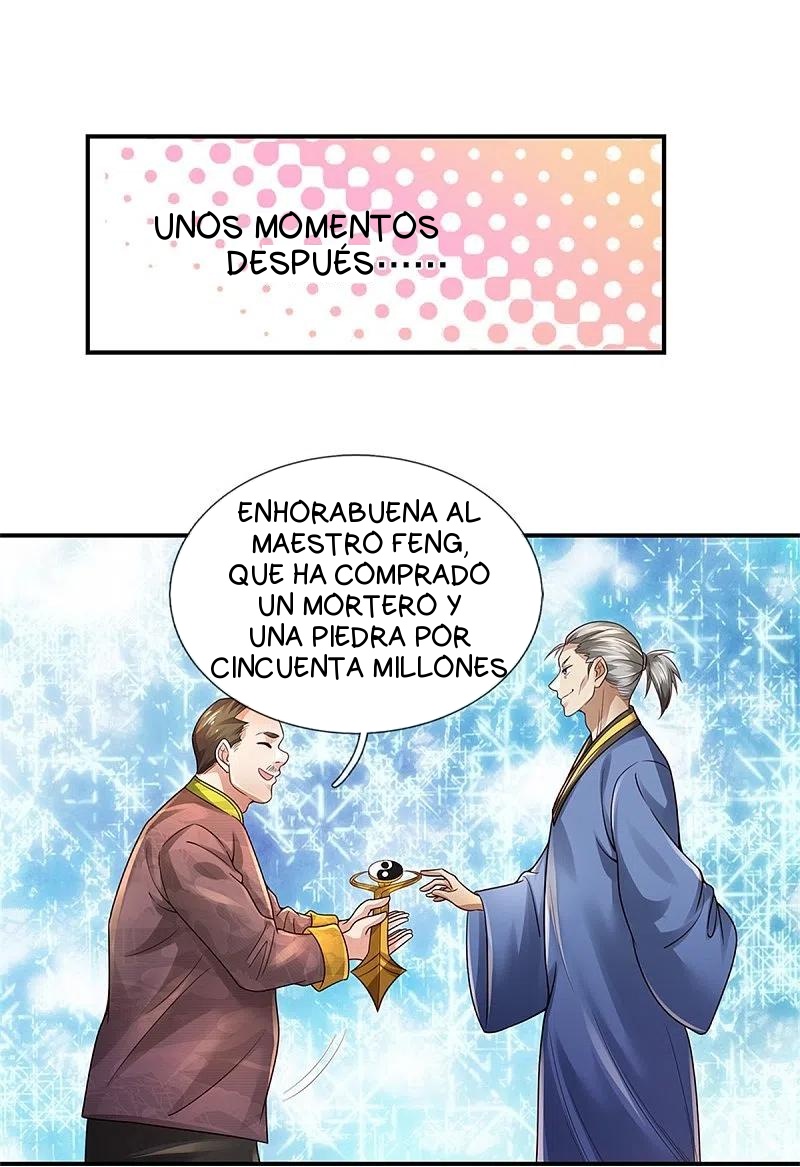 UNOS MOMENTOS
DESPUÉS······
ENHORABUENA AL
MAESTRO FENG,
QUE HA COMPRADO
UN MORTERO Y
UNA PIEDRA POR
CINCUENTA MILLONES